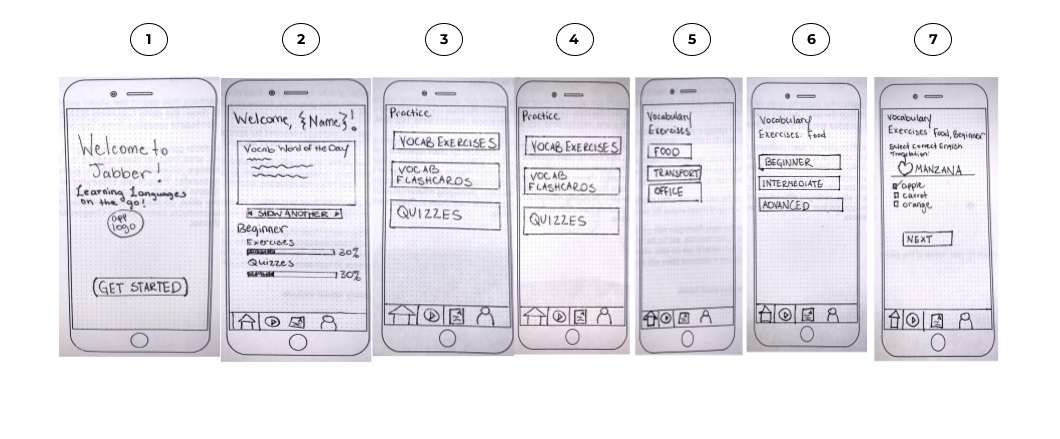 1
2
3
4
5
6
7
Welcome to
Jabber!
Learning Languages
on the go!
app
logo
GET STARTED
Welcome, {Name}!
Vocab Word of the Day
SHOW ANOTHER
Beginner
Exercises
30%
Quizzes
30%
Practice
VOCAB EXERCISES
VOCAB
FLASHCARDS
QUIZZES
Practice
VOCAB EXERCISES
VOCAB
FLASHCARDS
QUIZZES
Vocabulary
Exercises
FOOD
TRANSPORT
OFFICE
Vocabulary
Exercises: Food
BEGINNER
INTERMEDIATE
ADVANCED
Vocabulary
Exercises Food, Beginner
Select correct English
Translation:
MANZANA
apple
carrot
orange
NEXT